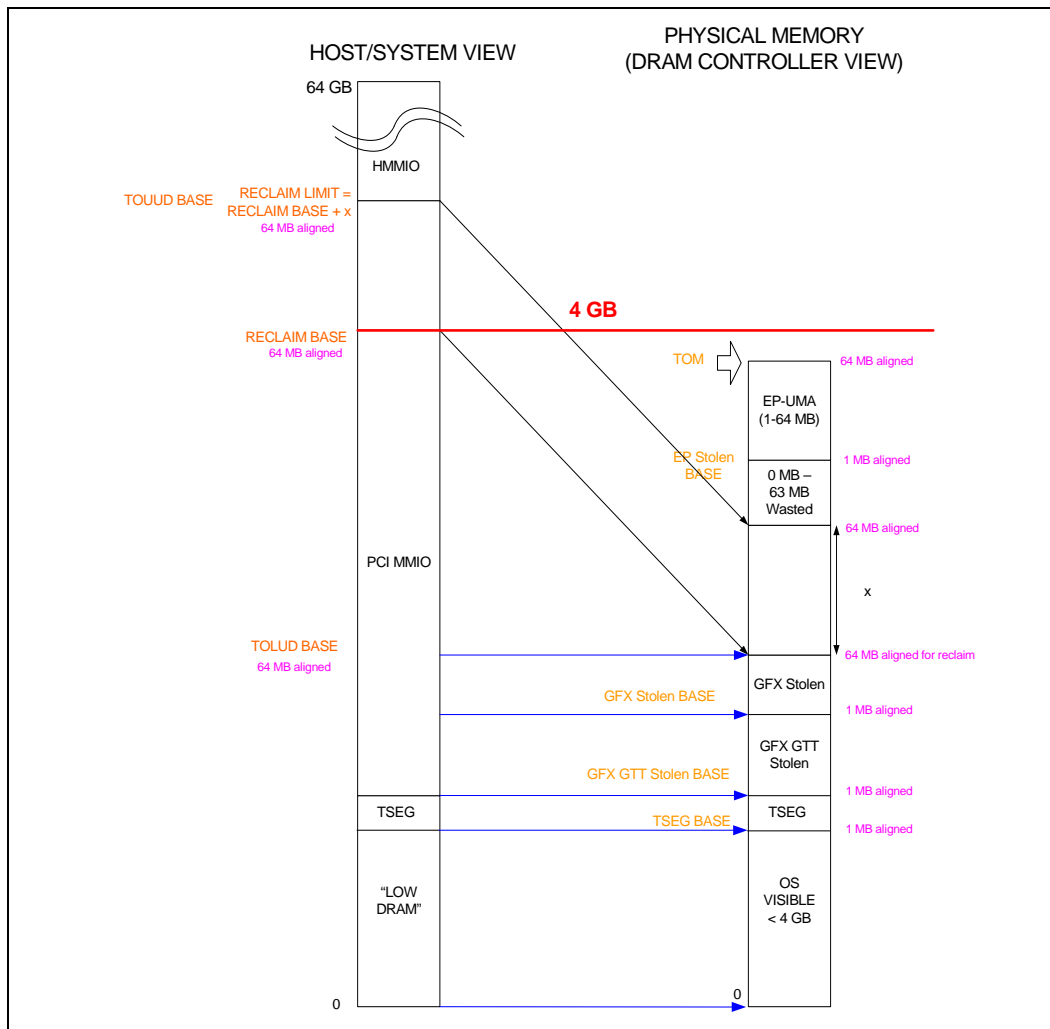 HOST/SYSTEM VIEW
PHYSICAL MEMORY
(DRAM CONTROLLER VIEW)
64 GB
HMMIO
TOUUD BASE
RECLAIM LIMIT =
RECLAIM BASE + x
64 MB aligned
4 GB
RECLAIM BASE
64 MB aligned
TOM
64 MB aligned
EP-UMA
(1-64 MB)
EP Stolen
BASE
1 MB aligned
0 MB –
63 MB
Wasted
64 MB aligned
PCI MMIO
x
TOLUD BASE
64 MB aligned
64 MB aligned for reclaim
GFX Stolen
GFX Stolen BASE
1 MB aligned
GFX GTT
Stolen
GFX GTT Stolen BASE
1 MB aligned
TSEG
TSEG
TSEG BASE
1 MB aligned
“LOW
DRAM”
OS
VISIBLE
< 4 GB
0
0